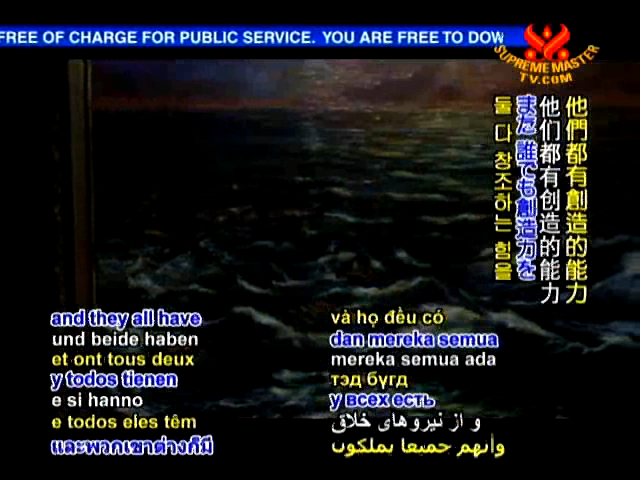 FREE OF CHARGE FOR PUBLIC SERVICE. YOU ARE FREE TO DOW
SUPREME MASTER
TV.COM
他們都有創造的能力
他们都有创造的能力
また 誰でも創造力を
둘 다 창조하는 힘을
and they all have
und beide haben
et ont tous deux
y todos tienen
e si hanno
e todos eles têm
และพวกเขาต่างก็มี
và họ đều có
dan mereka semua
mereka semua ada
тэд бүгд
у всех есть
و از نیروهای خلاق
وأنهم جميعا يملكون